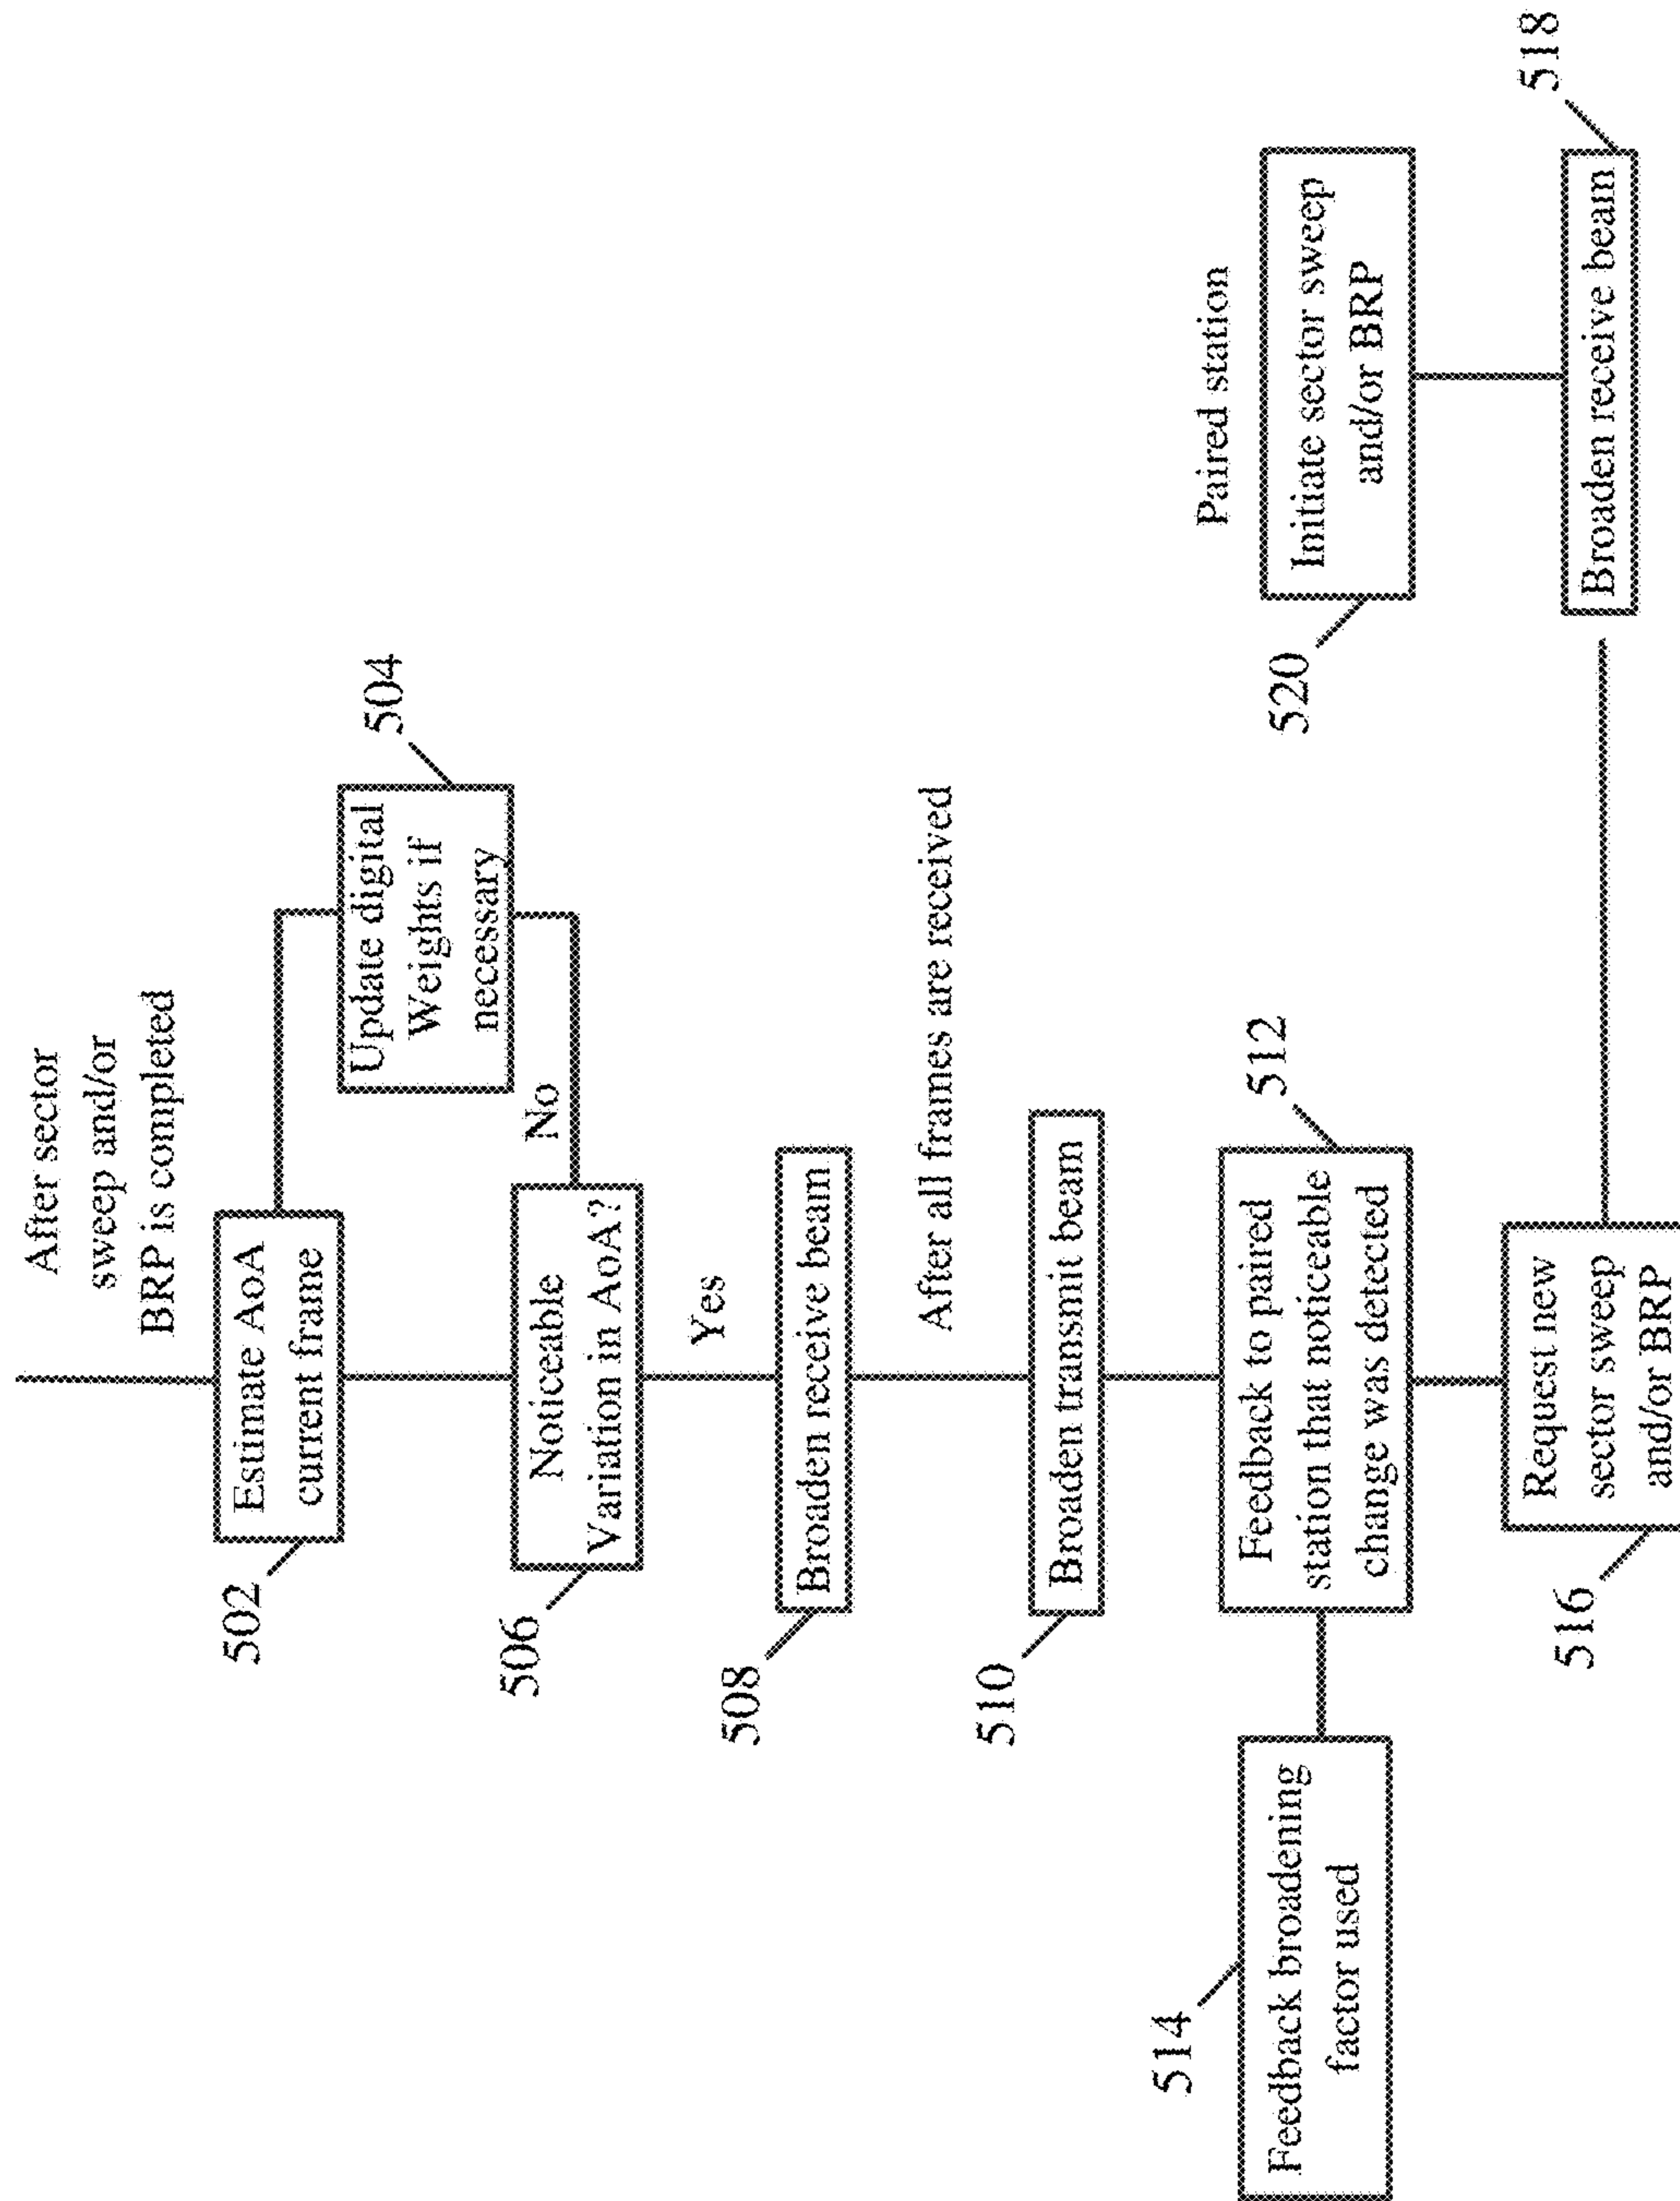 After sector
sweep and/or
BRP is completed
Estimate AoA
current frame
502
Update digital
Weights if
necessary
504
No
Noticeable
Variation in AoA?
506
Yes
Broaden receive beam
508
After all frames are received
Broaden transmit beam
510
Feedback to paired
station that noticeable
change was detected
512
Feedback broadening
factor used
514
Request new
sector sweep
and/or BRP
516
Paired station
Initiate sector sweep
and/or BRP
520
Broaden receive beam
518